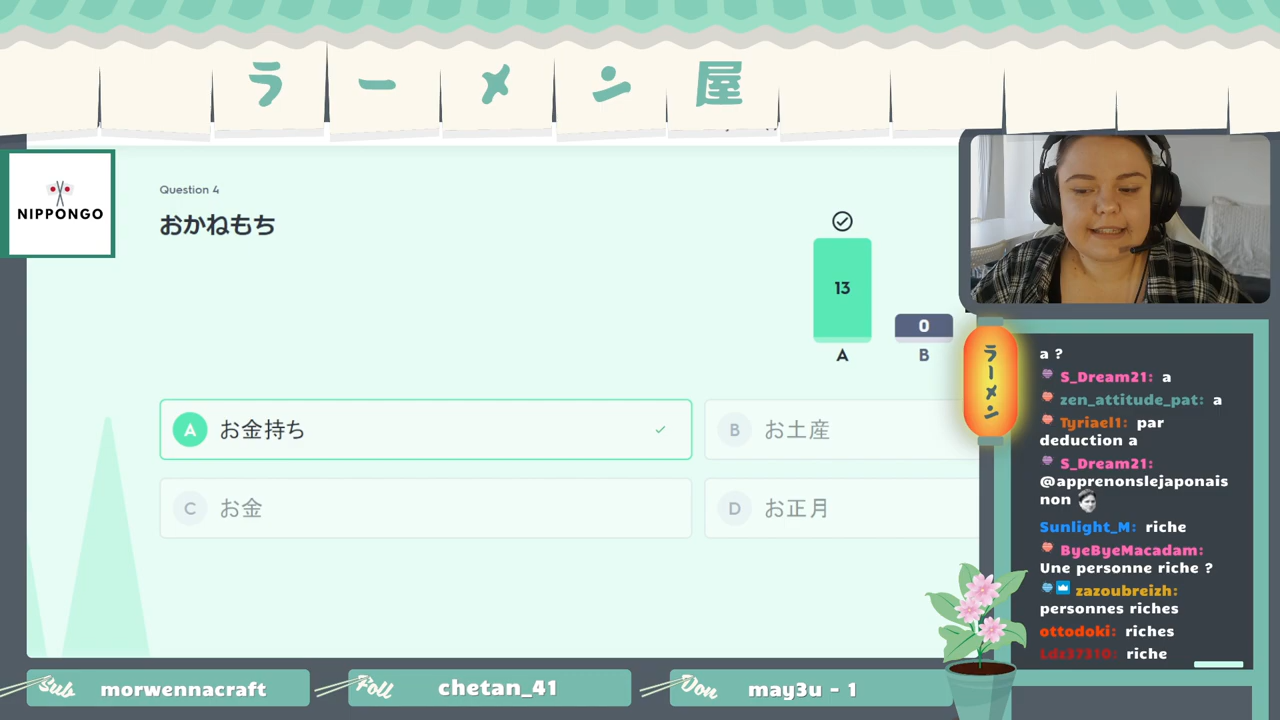 ラーメン屋
NIPPONGO
Question 4
おかねもち
13
0
A
B
A お金持ち
B お土産
C お金
D お正月
ラーメン
a ?
S_Dream21: a
zen_attitude_pat: a
Tyriael1: par
deduction a
S_Dream21:
@apprenonslejaponais
non
Sunlight_M: riche
ByeByeMacadam:
Une personne riche ?
zazoubreizh:
personnes riches
ottodoki: riches
Ldz37310: riche
Sub morwennacraft
Foll chetan_41
Don may3u - 1